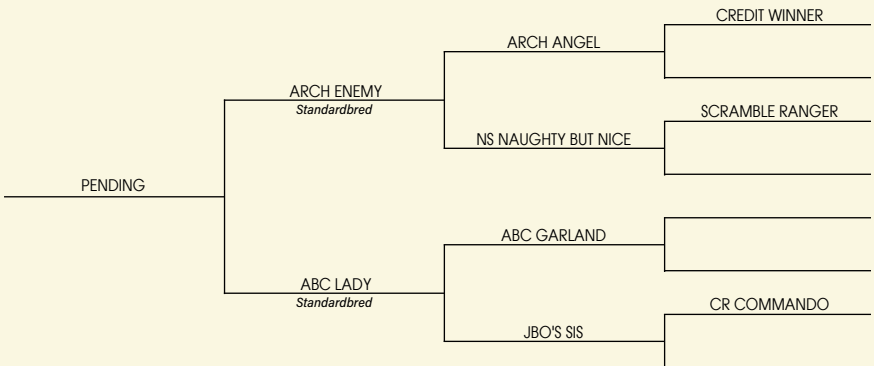 CREDIT WINNER
ARCH ANGEL
ARCH ENEMY
Standardbred
SCRAMBLE RANGER
NS NAUGHTY BUT NICE
PENDING
ABC GARLAND
ABC LADY
Standardbred
CR COMMANDO
JBO'S SIS